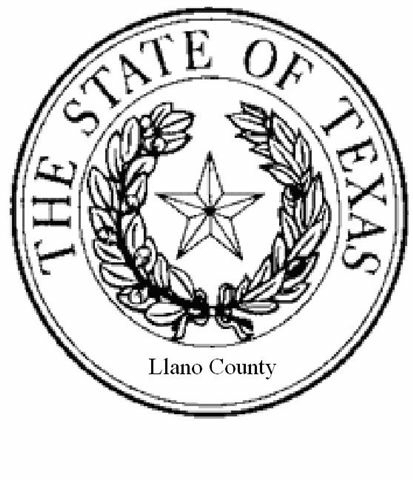 THE STATE OF TEXAS
Llano County